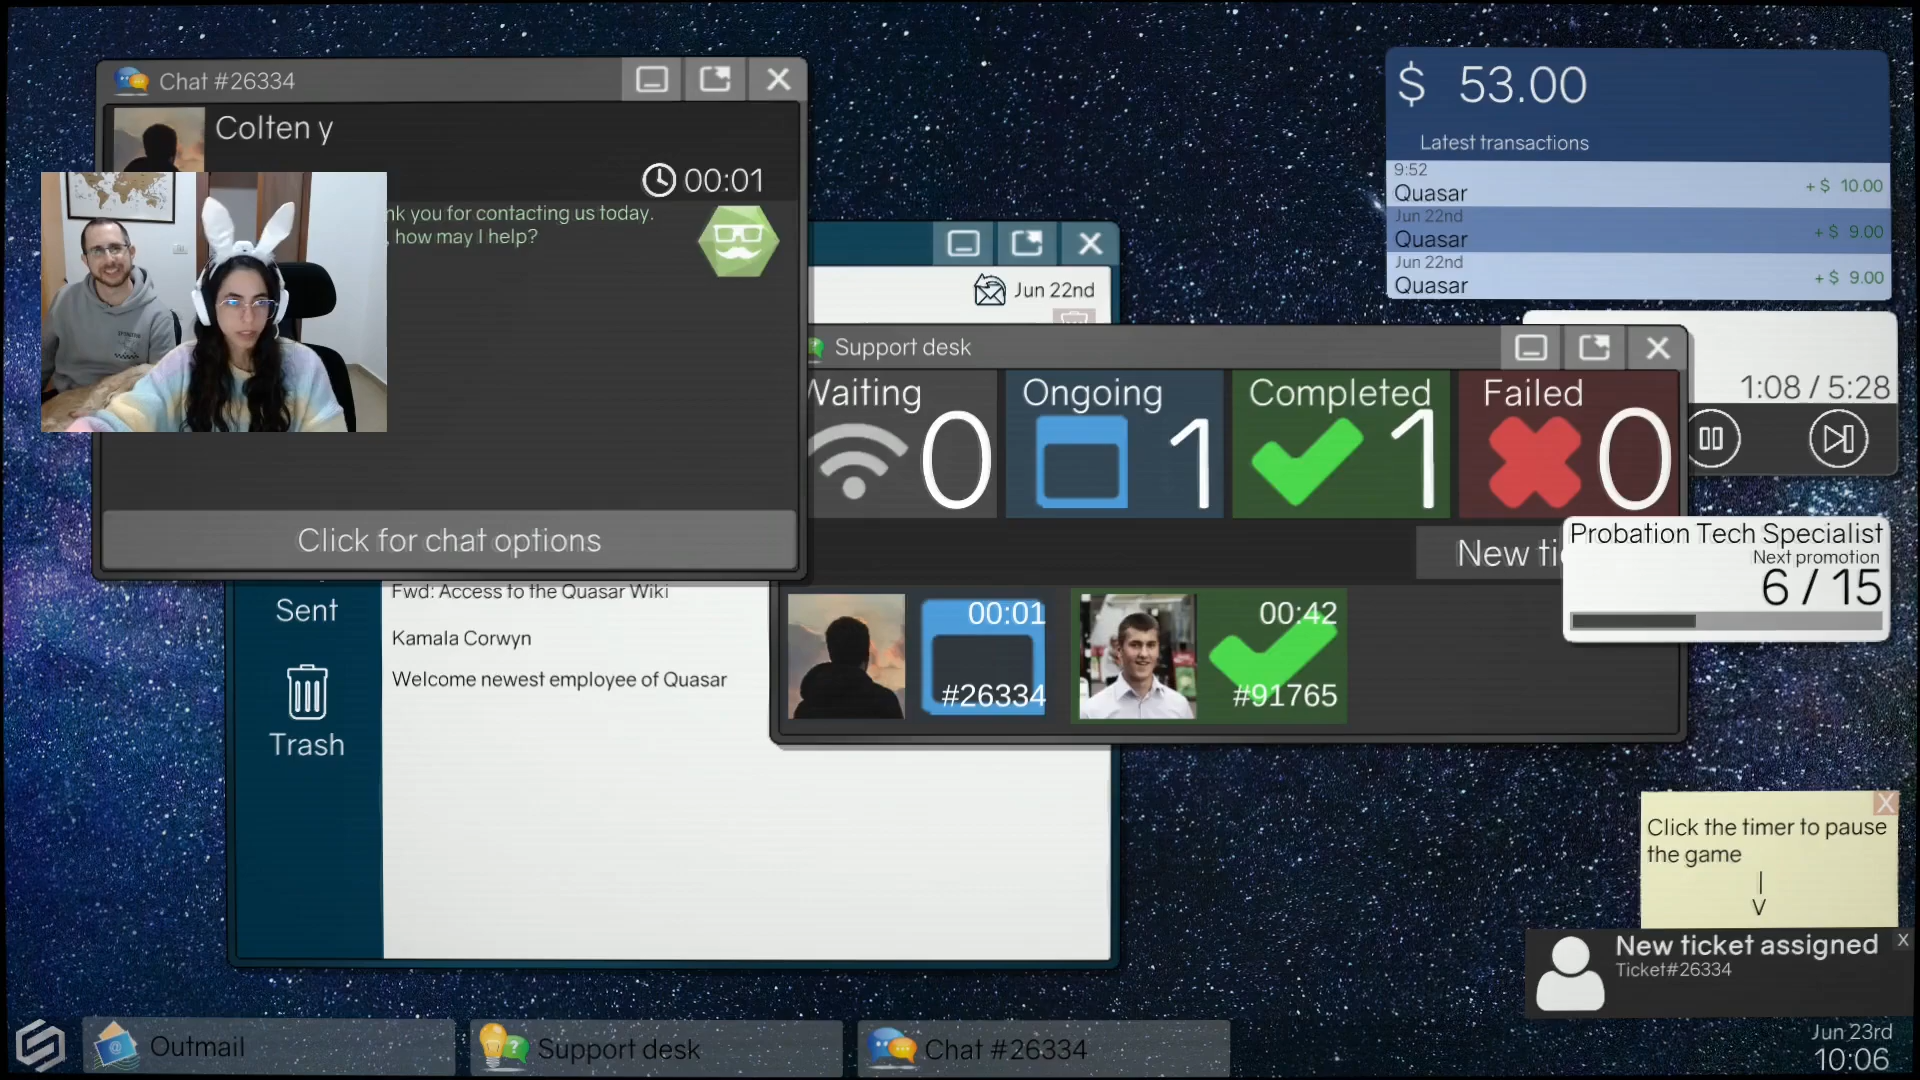 Chat #26334
Colten y
00:01
you for contacting us today.
how may I help?
Click for chat options
$ 53.00
Latest transactions
9:52
Quasar
+ $ 10.00
Jun 22nd
Quasar
+ $ 9.00
Jun 22nd
Quasar
+ $ 9.00
1:08 / 5:28
Jun 22nd
Support desk
Waiting
0
Ongoing
1
Completed
1
Failed
0
New
00:01
#26334
00:42
#91765
Probation Tech Specialist
Next promotion
6 / 15
Sent
Trash
Fwd: Access to the Quasar Wiki
Kamala Corwyn
Welcome newest employee of Quasar
X
Click the timer to pause
the game
|
V
New ticket assigned
X
Ticket#26334
Outmail
Support desk
Chat #26334
Jun 23rd
10:06